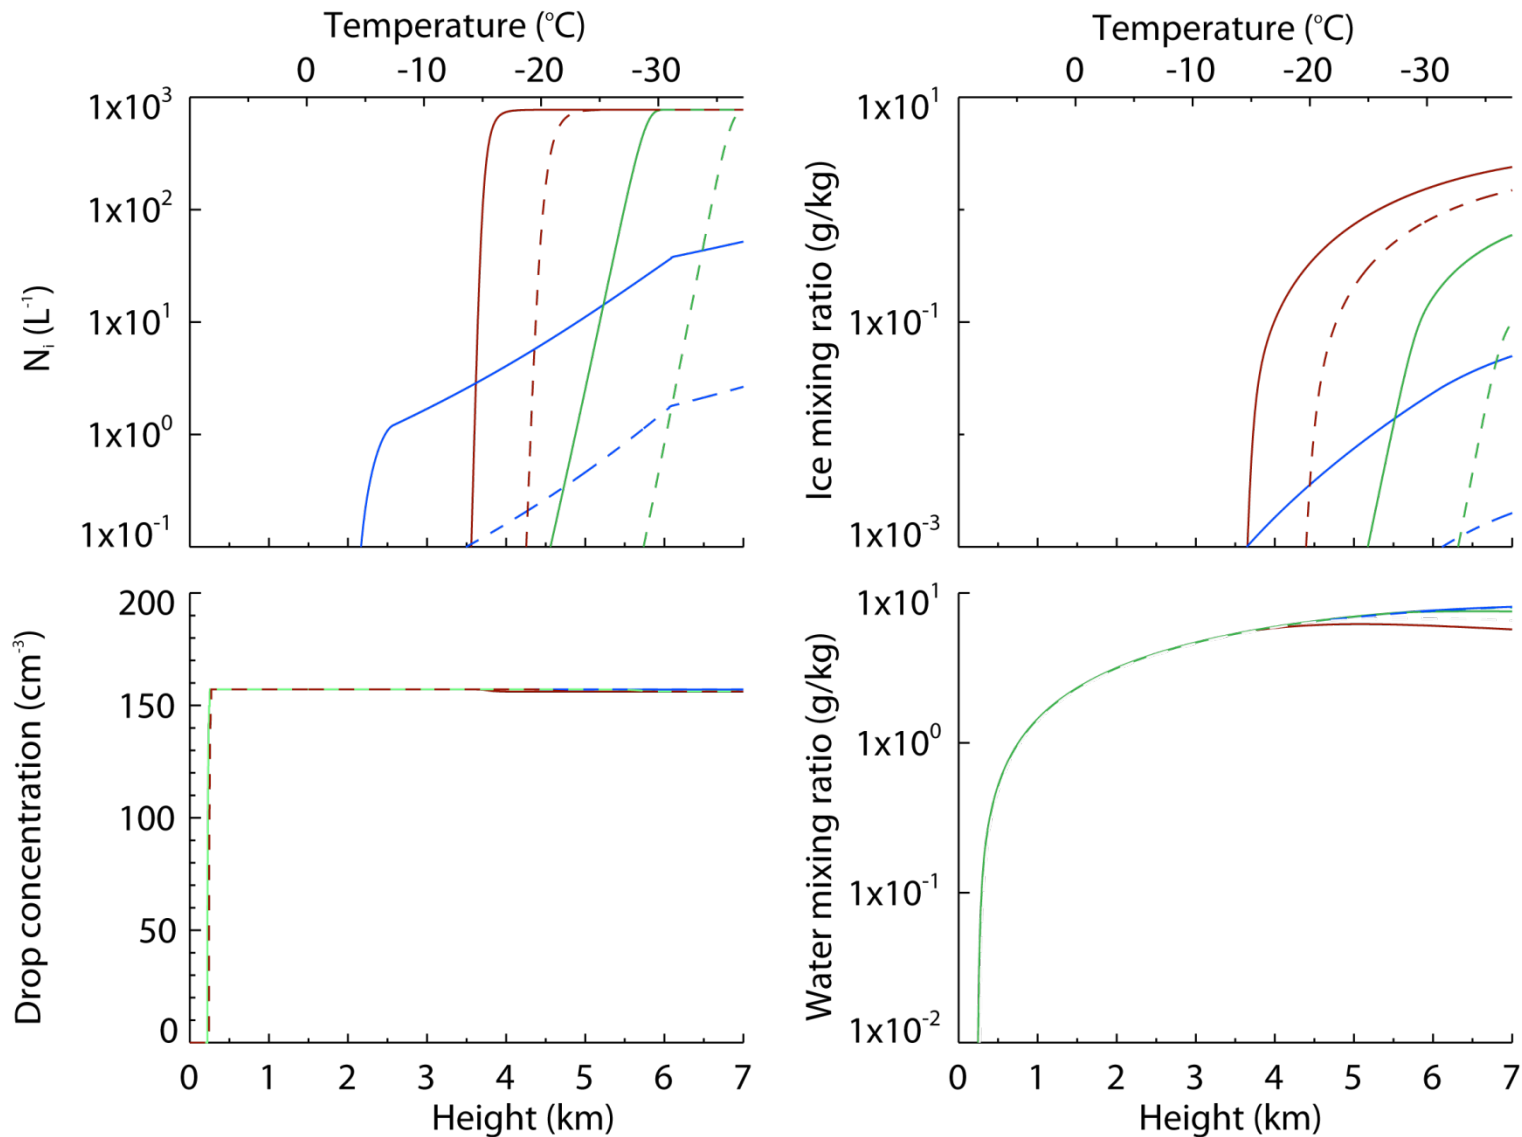 Temperature (°C)
0 -10 -20 -30
1x10³
1x10²
1x10¹
1x10⁰
1x10⁻¹
Nᵢ (L⁻¹)
Temperature (°C)
0 -10 -20 -30
1x10¹
1x10⁻¹
1x10⁻³
Ice mixing ratio (g/kg)
200
150
100
50
0
Drop concentration (cm⁻³)
0 1 2 3 4 5 6 7
Height (km)
1x10¹
1x10⁰
1x10⁻¹
1x10⁻²
Water mixing ratio (g/kg)
0 1 2 3 4 5 6 7
Height (km)